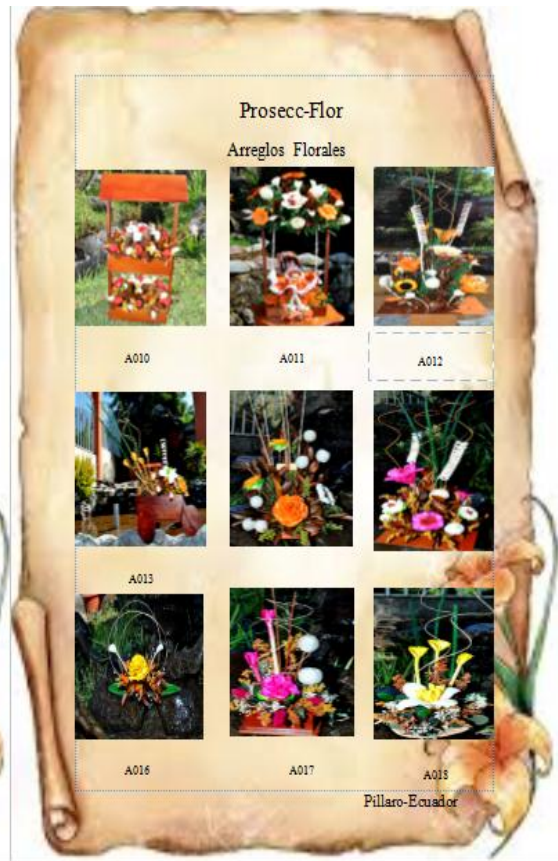 Prosecc-Flor
Arreglos Florales
A010
A011
A012
A013
A016
A017
A018
Pillaro-Ecuador